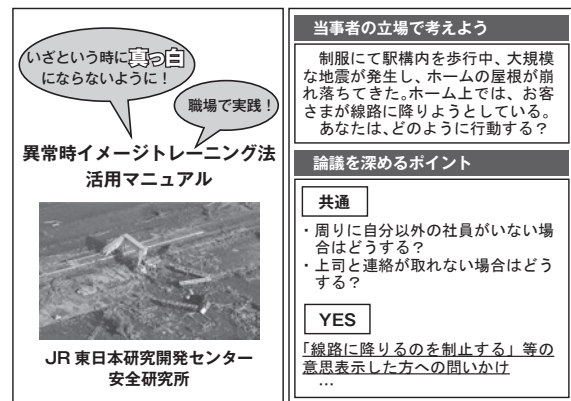 いざという時に真っ白
にならないように！
職場で実践！
異常時イメージトレーニング法
活用マニュアル
JR東日本研究開発センター
安全研究所
当事者の立場で考えよう
制服にて駅構内を歩行中、大規模
な地震が発生し、ホームの屋根が崩
れ落ちてきた。ホーム上では、お客
さまが線路に降りようとしている。
あなたは、どのように行動する？
論議を深めるポイント
共通
・周りに自分以外の社員がいない場
合はどうする？
・上司と連絡が取れない場合はどう
する？
YES
「線路に降りるのを制止する」等の
意思表示した方への問いかけ
…